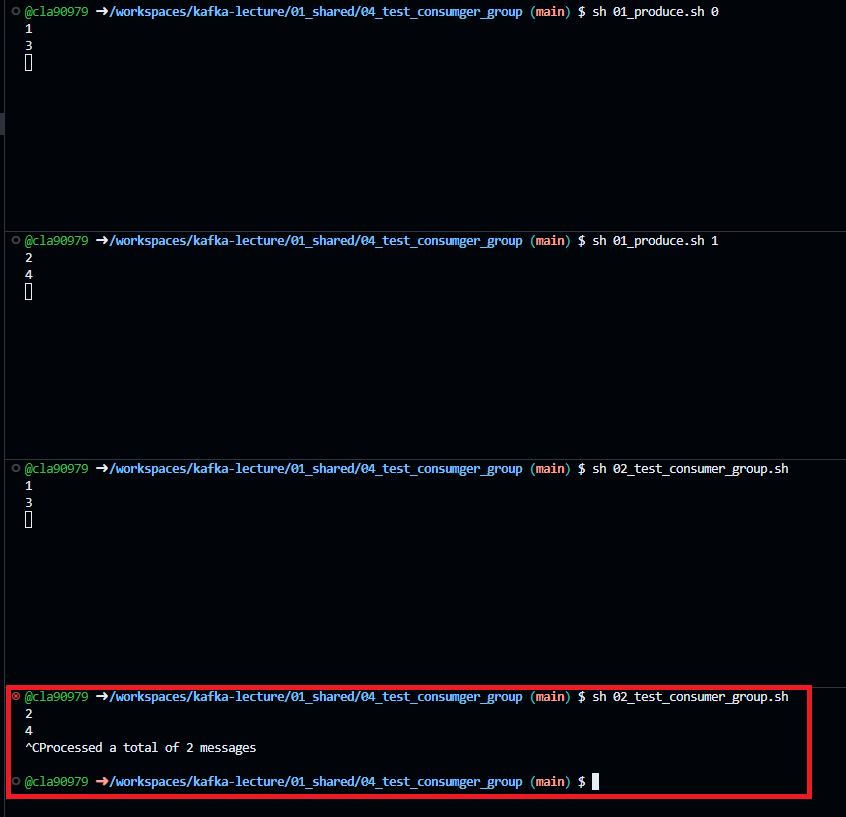 @cla90979 ➜/workspaces/kafka-lecture/01_shared/04_test_consumger_group (main) $ sh 01_produce.sh 0
1
3
@cla90979 ➜/workspaces/kafka-lecture/01_shared/04_test_consumger_group (main) $ sh 01_produce.sh 1
2
4
@cla90979 ➜/workspaces/kafka-lecture/01_shared/04_test_consumger_group (main) $ sh 02_test_consumer_group.sh
1
3
@cla90979 ➜/workspaces/kafka-lecture/01_shared/04_test_consumger_group (main) $ sh 02_test_consumer_group.sh
2
4
^CProcessed a total of 2 messages
@cla90979 ➜/workspaces/kafka-lecture/01_shared/04_test_consumger_group (main) $